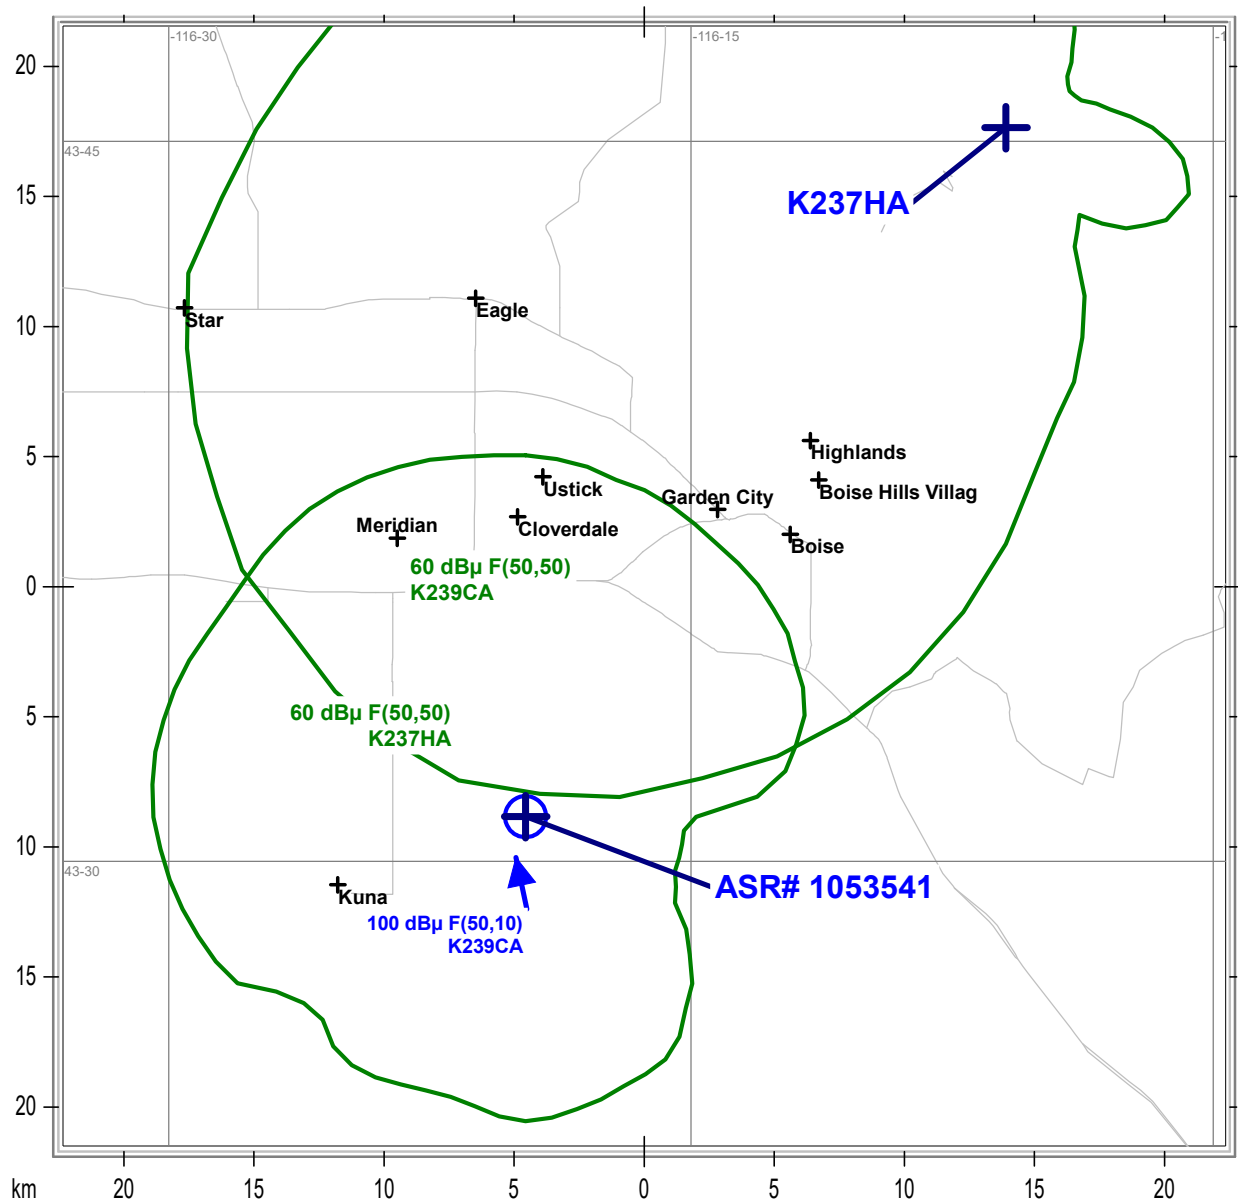 -116-30
-116-15
-1
20
43-45
15
K237HA
10
Star
Eagle
5
Highlands
Ustick
Boise Hills Villag
Garden City
Meridian
Cloverdale
Boise
60 dBµ F(50,50)
K239CA
0
60 dBµ F(50,50)
K237HA
5
10
43-30
ASR# 1053541
Kuna
100 dBµ F(50,10)
K239CA
15
20
km 20 15 10 5 0 5 10 15 20